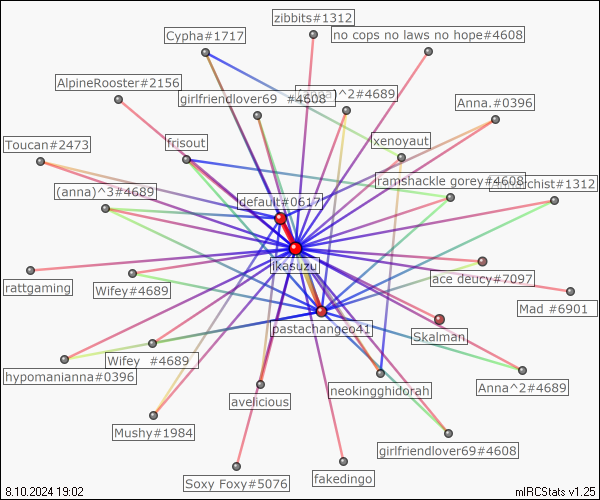 zibbits#1312
Cypha#1717
no cops no laws no hope#4608
AlpineRooster#2156
girlfriendlover69 #4608
^2#4689
Anna.#0396
Toucan#2473
frisout
xenoyaut
(anna)^3#4689
ramshackle gorey#4608
#1312
default#0617
ikasuzu
rattgaming
Wifey#4689
ace deucy#7097
Mad #6901
pastachangeo41
Skalman
Wifey #4689
hypomanianna#0396
neokingghidorah
Anna^2#4689
avelicious
Mushy#1984
girlfriendlover69#4608
Soxy Foxy#5076
fakedingo
8.10.2024 19:02
mIRCStats v1.25